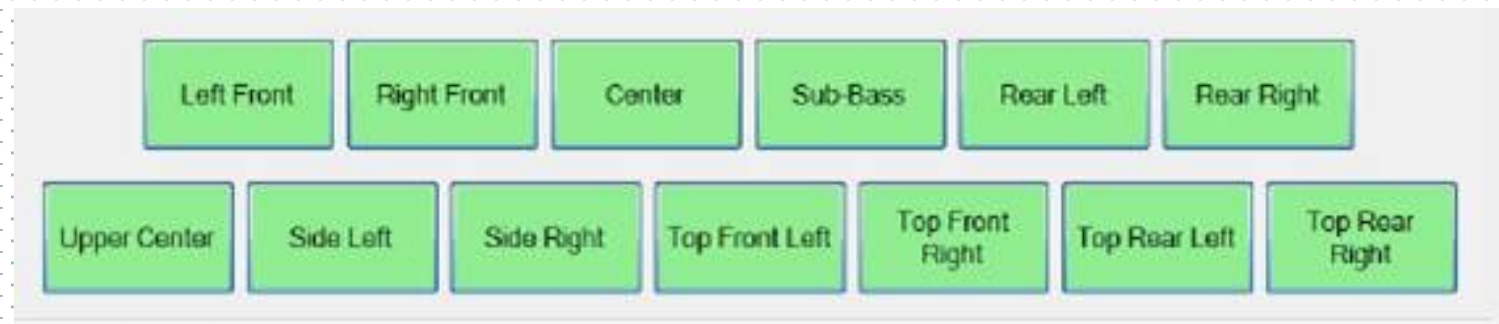 Left Front
Right Front
Center
Sub-Bass
Rear Left
Rear Right
Upper Center
Side Left
Side Right
Top Front Left
Top Front
Right
Top Rear Left
Top Rear
Right